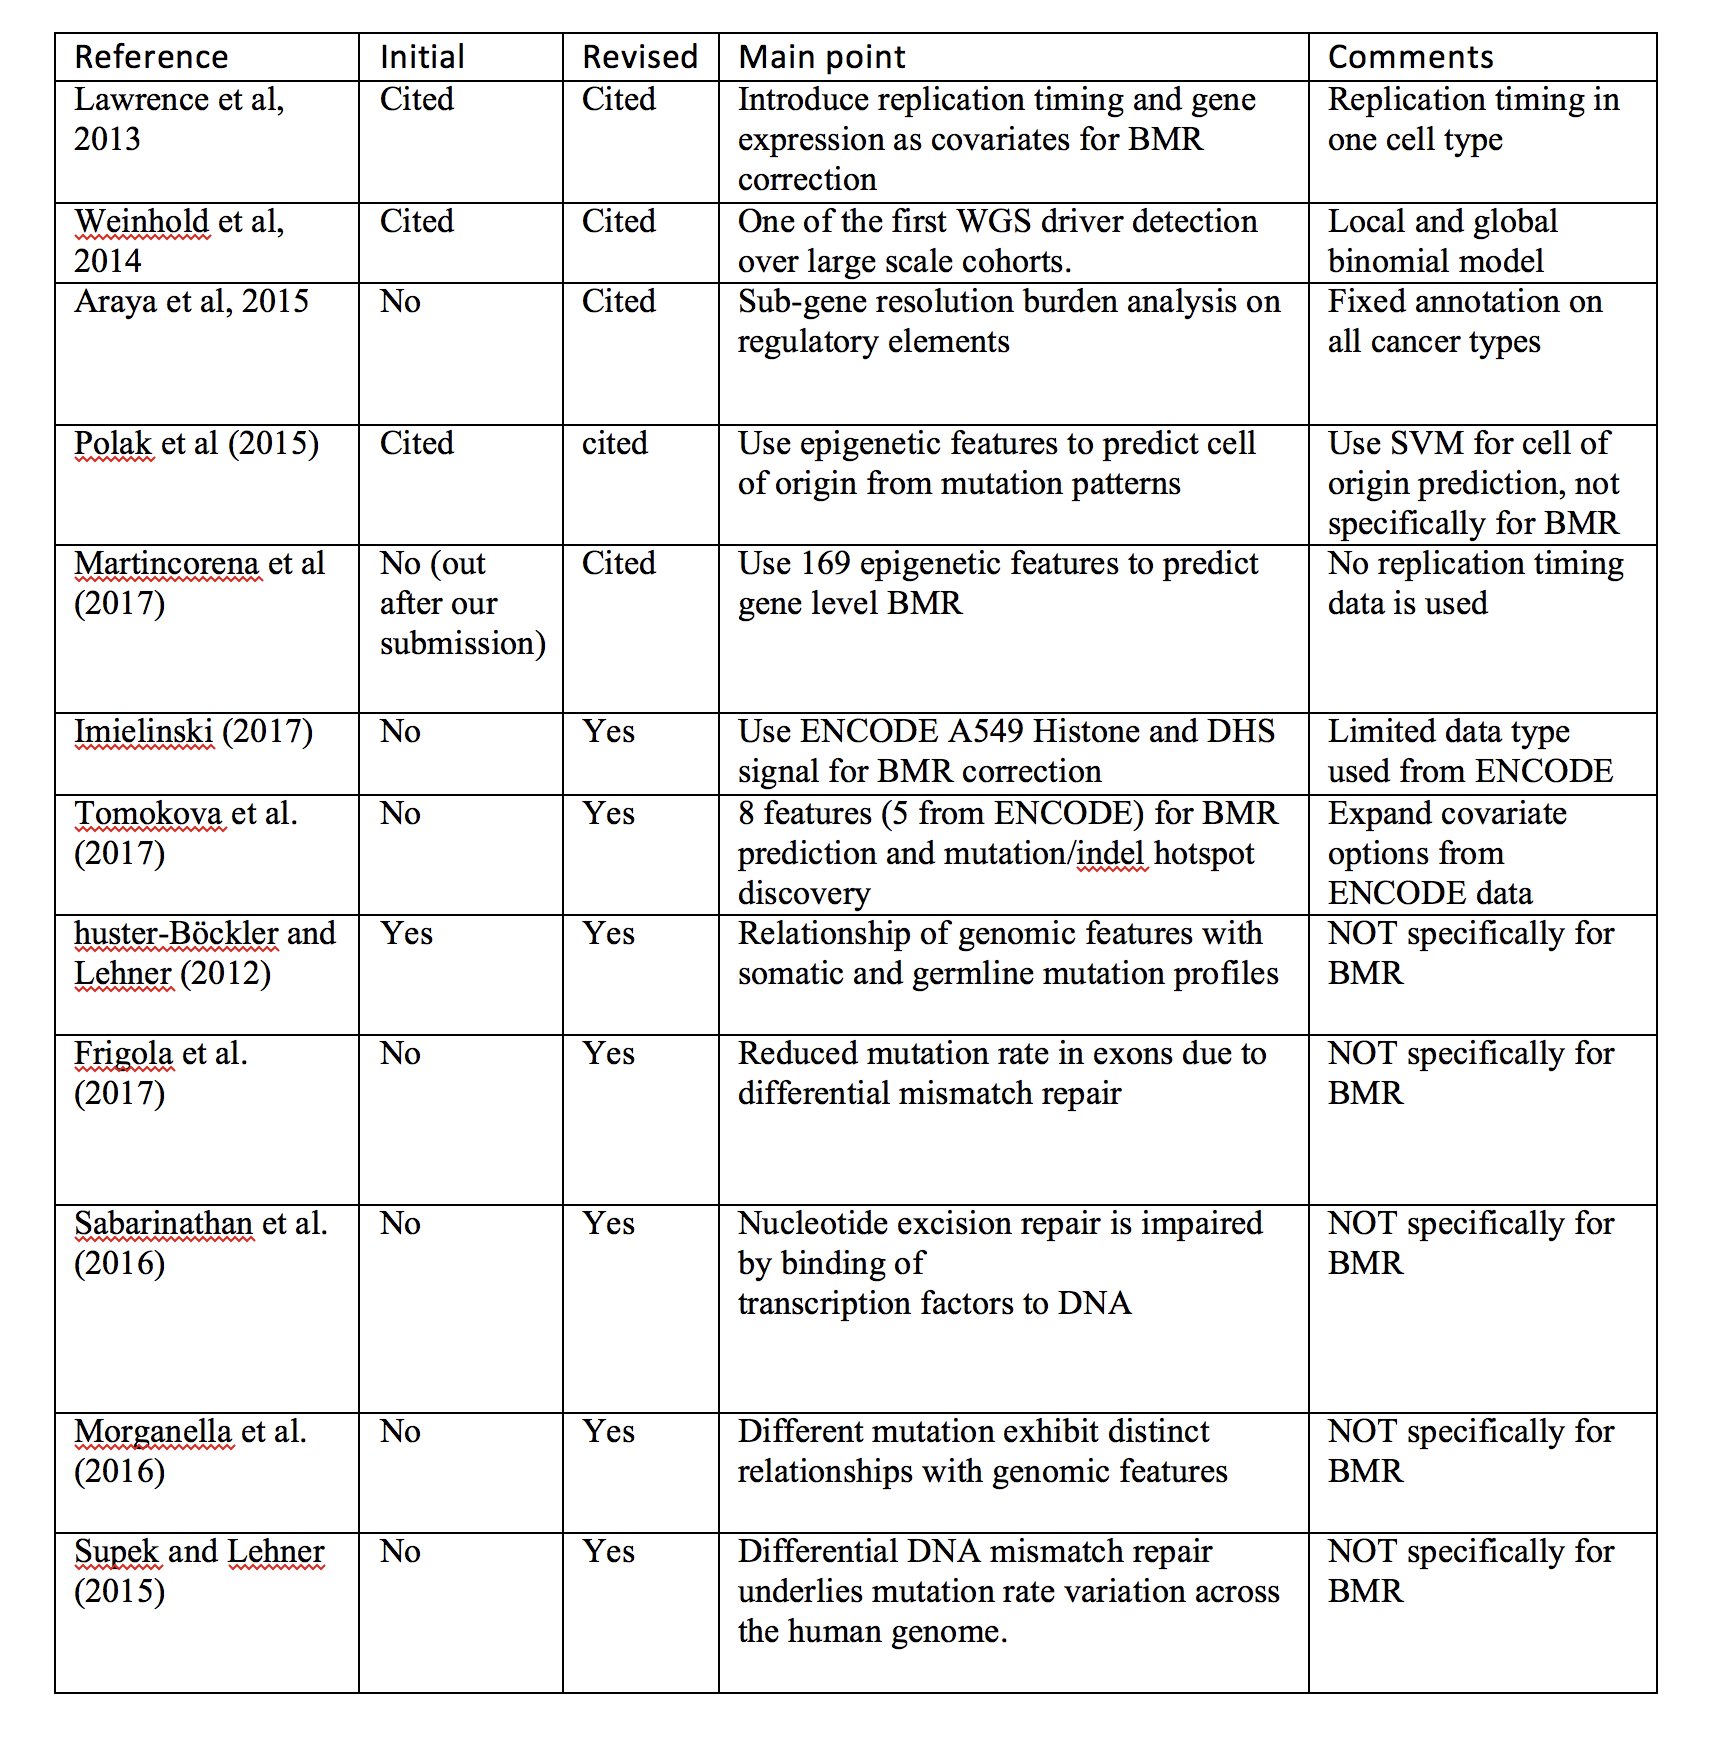 Reference Initial Revised Main point Comments
Lawrence et al, Cited Cited Introduce replication timing and gene Replication timing in
2013 expression as covariates for BMR one cell type
correction
Weinhold et al, Cited Cited One of the first WGS driver detection Local and global
2014 over large scale cohorts. binomial model
Araya et al, 2015 No Cited Sub-gene resolution burden analysis on Fixed annotation on
regulatory elements all cancer types
Polak et al (2015) Cited cited Use epigenetic features to predict cell Use SVM for cell of
of origin from mutation patterns origin prediction, not
specifically for BMR
Martincorena et al No (out Cited Use 169 epigenetic features to predict No replication timing
(2017) after our gene level BMR data is used
submission)
Imielinski (2017) No Yes Use ENCODE A549 Histone and DHS Limited data type
signal for BMR correction used from ENCODE
Tomokova et al. No Yes 8 features (5 from ENCODE) for BMR Expand covariate
(2017) prediction and mutation/indel hotspot options from
discovery ENCODE data
huster-Böckler and Yes Yes Relationship of genomic features with NOT specifically for
Lehner (2012) somatic and germline mutation profiles BMR
Frigola et al. No Yes Reduced mutation rate in exons due to NOT specifically for
(2017) differential mismatch repair BMR
Sabarinathan et al. No Yes Nucleotide excision repair is impaired NOT specifically for
(2016) by binding of BMR
transcription factors to DNA
Morganella et al. No Yes Different mutation exhibit distinct NOT specifically for
(2016) relationships with genomic features BMR
Supek and Lehner No Yes Differential DNA mismatch repair NOT specifically for
(2015) underlies mutation rate variation across BMR
the human genome.